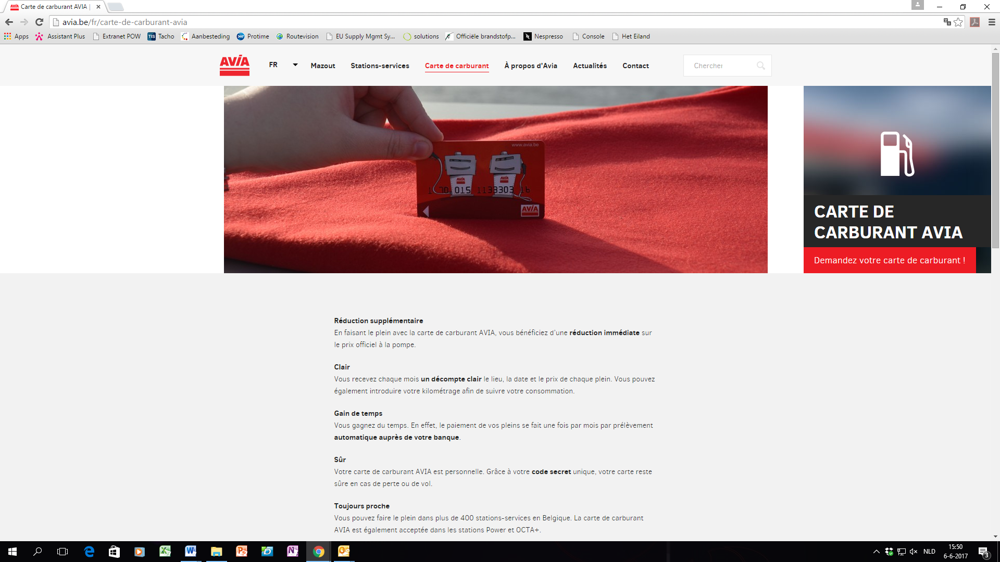 Carte de carburant AVIA |
avia.be/fr/carte-de-carburant-avia
Apps Assistant Plus Extranet POW TIS Tacho Aanbesteding 360° Protime Routevision EU Supply Mgmt Sy... solutions Officiële brandstofp... Nespresso Console Het Eiland
AVIA FR Mazout Stations-services Carte de carburant À propos d'Avia Actualités Contact Chercher
www.avia.be
AVIA AVIA
015 1133303 16
AVIA
CARTE DE
CARBURANT AVIA
Demandez votre carte de carburant !
Réduction supplémentaire
En faisant le plein avec la carte de carburant AVIA, vous bénéficiez d'une réduction immédiate sur
le prix officiel à la pompe.
Clair
Vous recevez chaque mois un décompte clair le lieu, la date et le prix de chaque plein. Vous pouvez
également introduire votre kilométrage afin de suivre votre consommation.
Gain de temps
Vous gagnez du temps. En effet, le paiement de vos pleins se fait une fois par mois par prélèvement
automatique auprès de votre banque.
Sûr
Votre carte de carburant AVIA est personnelle. Grâce à votre code secret unique, votre carte reste
sûre en cas de perte ou de vol.
Toujours proche
Vous pouvez faire le plein dans plus de 400 stations-services en Belgique. La carte de carburant
AVIA est également acceptée dans les stations Power et OCTA+.
NLD 15:50
6-6-2017 3